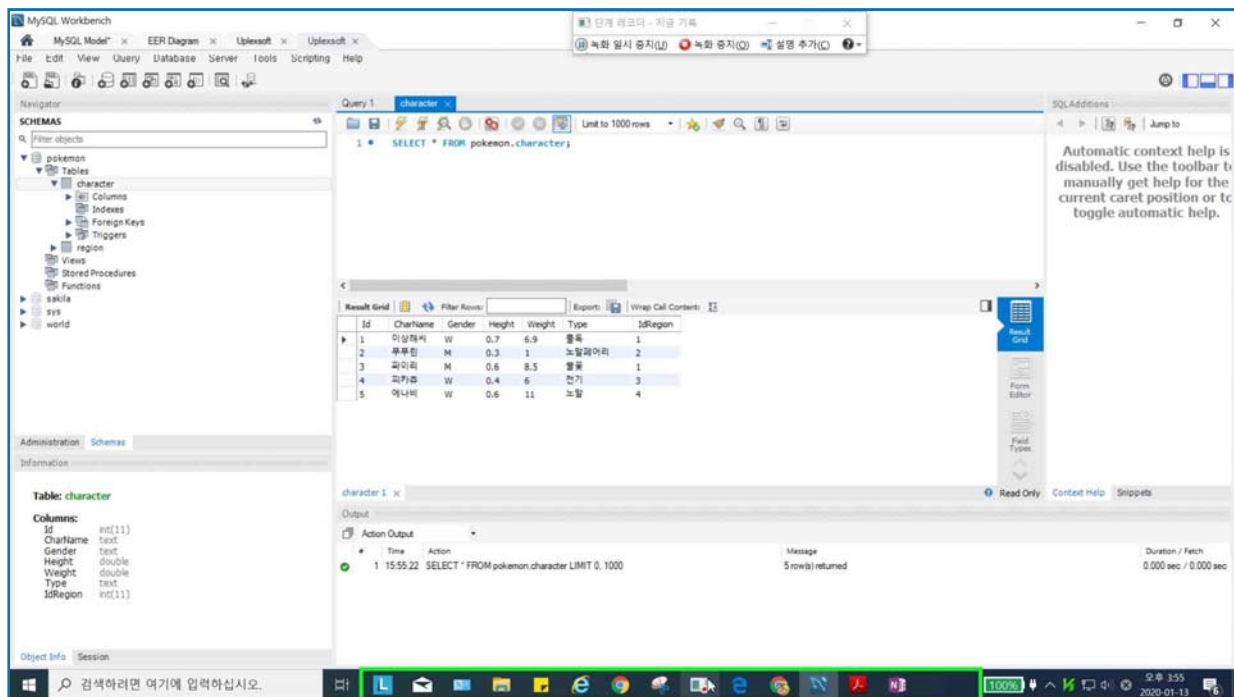 MySQL Workbench
단계 레코더 - 지금 기록
MySQL Model* × EER Diagram × Uplexsoft × Uplexsoft ×
녹화 일시 중지(U) 녹화 중지(O) 설명 추가(C)
File Edit View Query Database Server Tools Scripting Help
Navigator
SCHEMAS
Filter objects
pokemon
Tables
character
Columns
Indexes
Foreign Keys
Triggers
region
Views
Stored Procedures
Functions
sakila
sys
world
Administration Schemas
Information
Table: character
Columns:
Id int(11)
CharName text
Gender text
Height double
Weight double
Type text
IdRegion int(11)
Object Info Session
Query 1 character ×
Limit to 1000 rows
1 SELECT * FROM pokemon.character;
Result Grid Filter Rows: Export: Wrap Cell Content:
Id CharName Gender Height Weight Type IdRegion
1 이상해씨 W 0.7 6.9 풀독 1
2 푸푸린 M 0.3 1 노말페어리 2
3 파이리 M 0.6 8.5 불꽃 1
4 피카츄 W 0.4 6 전기 3
5 W 0.6 11 노말 4
Result Grid
Form Editor
Field Types
character 1 ×
Read Only
Output
Action Output
# Time Action Message Duration / Fetch
1 15:55:22 SELECT * FROM pokemon.character LIMIT 0, 1000 5 row(s) returned 0.000 sec / 0.000 sec
SQLAdditions
Jump to
Automatic context help is
disabled. Use the toolbar to
manually get help for the
current caret position or to
toggle automatic help.
Context Help Snippets
검색하려면 여기에 입력하십시오.
100%
오후 3:55
2020-01-13